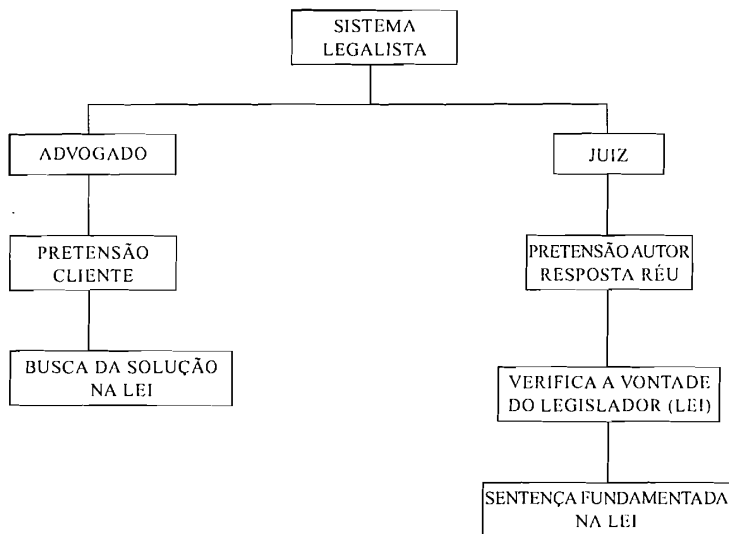 SISTEMA
LEGALISTA
ADVOGADO
JUIZ
PRETENSÃO
CLIENTE
PRETENSÃO AUTOR
RESPOSTA RÉU
BUSCA DA SOLUÇÃO
NA LEI
VERIFICA A VONTADE
DO LEGISLADOR (LEI)
SENTENÇA FUNDAMENTADA
NA LEI